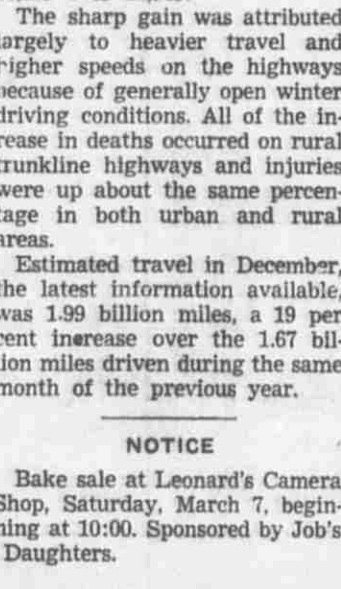 The sharp gain was attributed
largely to heavier travel and
higher speeds on the highways
because of generally open winter
driving conditions. All of the in-
rease in deaths occurred on rural
trunkline highways and injuries
were up about the same percen-
tage in both urban and rural
areas.
Estimated travel in December,
the latest information available,
was 1.99 billion miles, a 19 per
cent increase over the 1.67 bil-
lion miles driven during the same
month of the previous year.
NOTICE
Bake sale at Leonard's Camera
Shop, Saturday, March 7, begin-
ning at 10:00. Sponsored by Job's
Daughters.